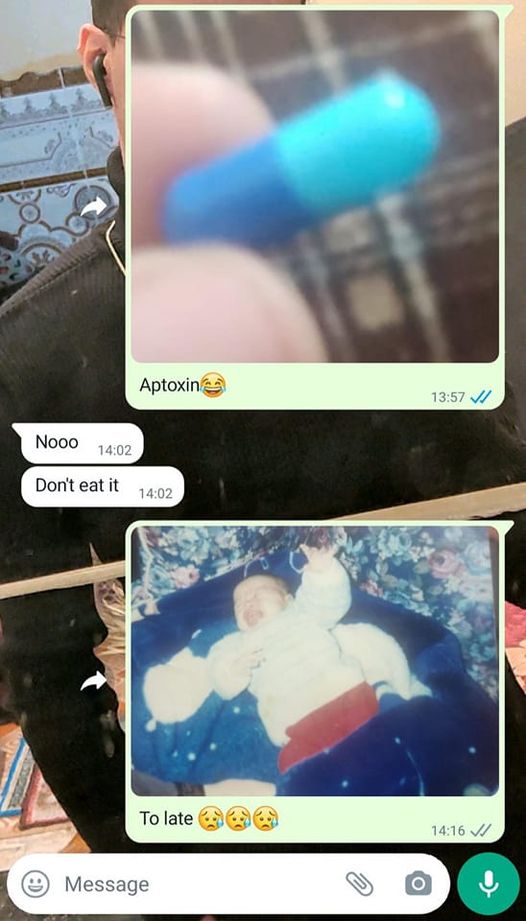 Aptoxin😂
13:57
Nooo
14:02
Don't eat it
14:02
To late 😥😥😥
14:16
Message